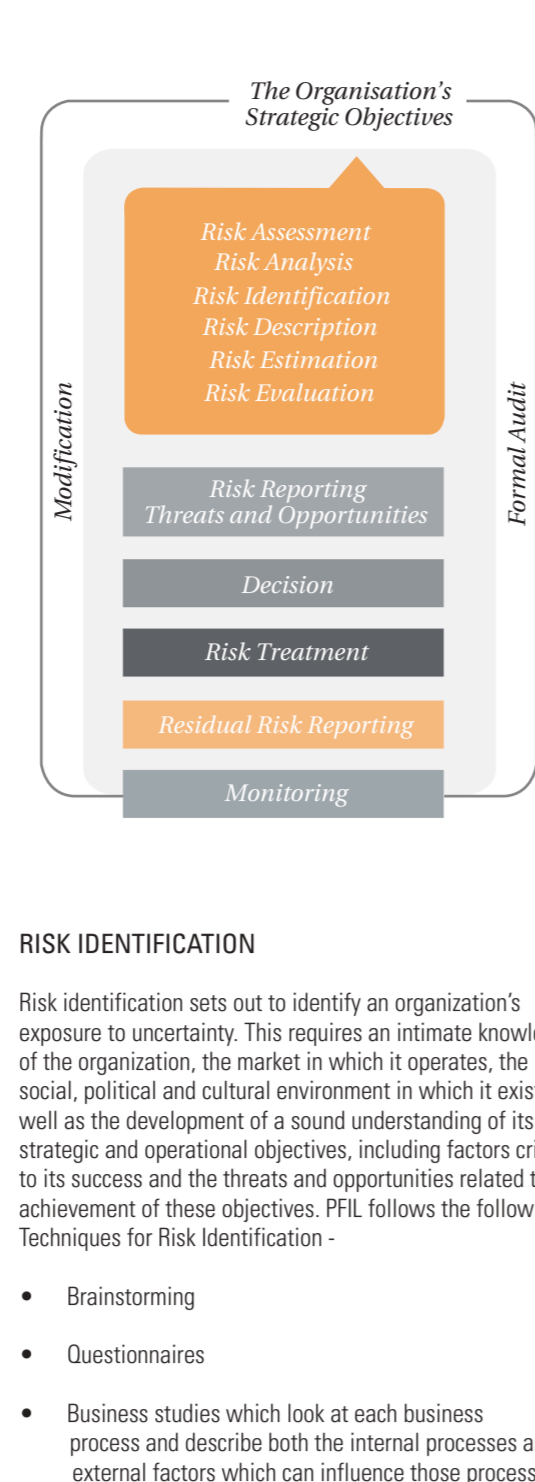 The Organisation's
Strategic Objectives
Risk Assessment
Risk Analysis
Risk Identification
Risk Description
Risk Estimation
Risk Evaluation
Modification
Formal Audit
Risk Reporting
Threats and Opportunities
Decision
Risk Treatment
Residual Risk Reporting
Monitoring
RISK IDENTIFICATION
Risk identification sets out to identify an organization's
exposure to uncertainty. This requires an intimate
of the organization, the market in which it operates, the
social, political and cultural environment in which it
well as the development of a sound understanding of its
strategic and operational objectives, including factors
to its success and the threats and opportunities related
achievement of these objectives. PFIL follows the
Techniques for Risk Identification -
• Brainstorming
• Questionnaires
• Business studies which look at each business
process and describe both the internal processes
external factors which can influence those